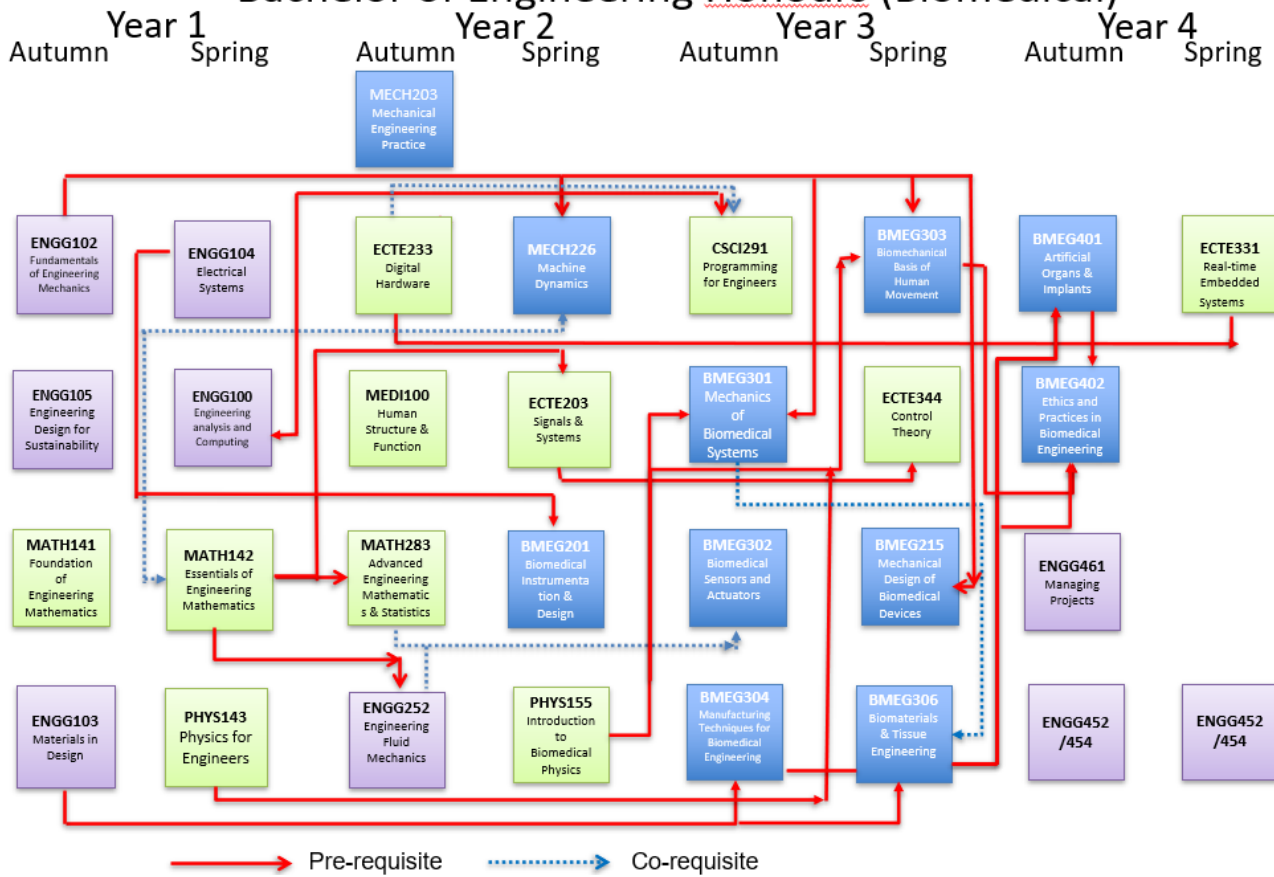 Bachelor of Engineering Honours (Biomedical)
Year 1
Year 2
Year 3
Year 4
Autumn
Spring
Autumn
Spring
Autumn
Spring
Autumn
Spring
MECH203
Mechanical
Engineering
Practice
ENGG102
Fundamentals
of Engineering
Mechanics
ENGG104
Electrical
Systems
ECTE233
Digital
Hardware
MECH226
Machine
Dynamics
CSCI291
Programming
for Engineers
BMEG303
Biomechanical
Basis of
Human
Movement
BMEG401
Artificial
Organs &
Implants
ECTE331
Real-time
Embedded
Systems
ENGG105
Engineering
Design for
Sustainability
ENGG100
Engineering
analysis and
Computing
MEDI100
Human
Structure &
Function
ECTE203
Signals &
Systems
BMEG301
Mechanics
of
Biomedical
Systems
ECTE344
Control
Theory
BMEG402
Ethics and
Practices in
Biomedical
Engineering
MATH141
Foundation
of
Engineering
Mathematics
MATH142
Essentials of
Engineering
Mathematics
MATH283
Advanced
Engineering
Mathematic
s & Statistics
BMEG201
Biomedical
Instrumenta
tion &
Design
BMEG302
Biomedical
Sensors and
Actuators
BMEG215
Mechanical
Design of
Biomedical
Devices
ENGG461
Managing
Projects
ENGG103
Materials in
Design
PHYS143
Physics for
Engineers
ENGG252
Engineering
Fluid
Mechanics
PHYS155
Introduction
to
Biomedical
Physics
BMEG304
Manufacturing
Techniques for
Biomedical
Engineering
BMEG306
Biomaterials
& Tissue
Engineering
ENGG452
/454
ENGG452
/454
Pre-requisite
Co-requisite